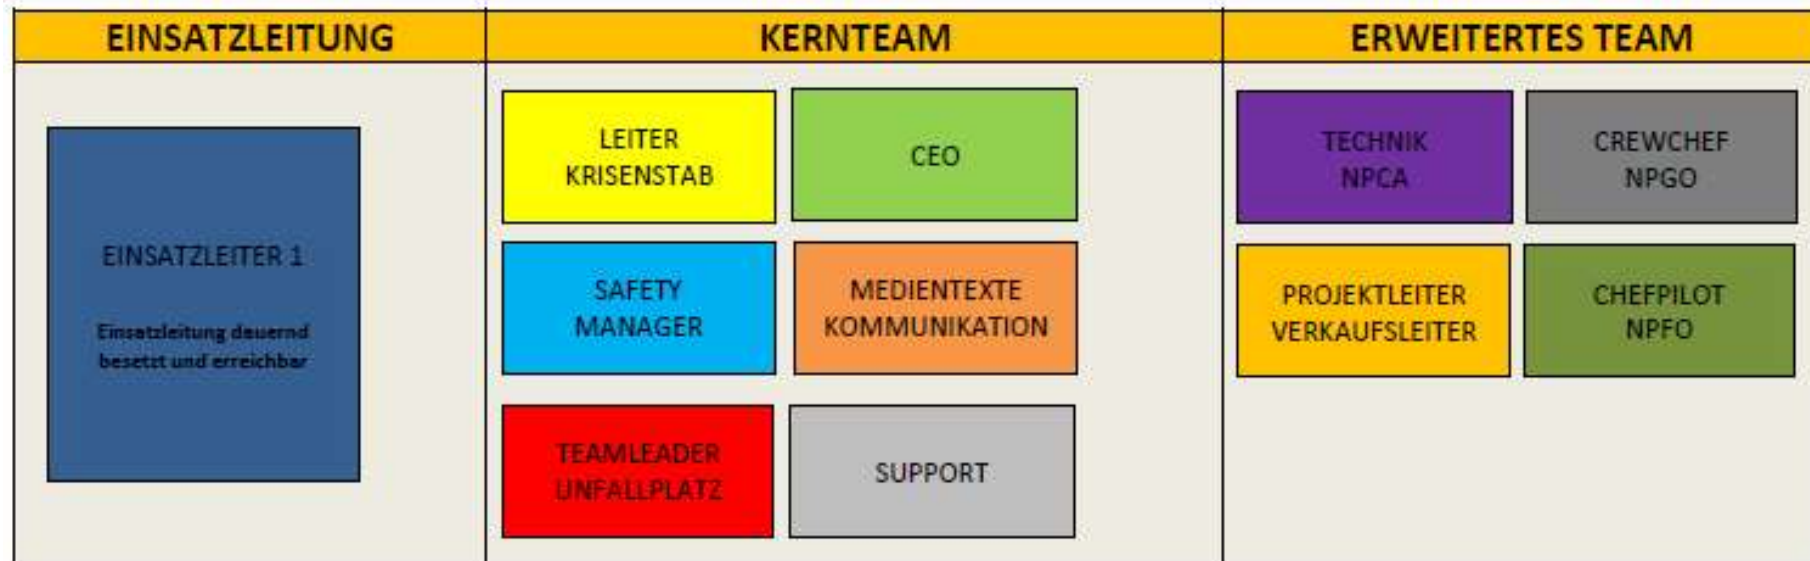 EINSATZLEITUNG
KERNTEAM
ERWEITERTES TEAM
EINSATZLEITER 1
Einsatzleitung dauernd
besetzt und erreichbar
LEITER
KRISENSTAB
CEO
SAFETY
MANAGER
MEDIENTEXTE
KOMMUNIKATION
TEAMLEADER
UNFALLPLATZ
SUPPORT
TECHNIK
NPCA
CREWCHEF
NPGO
PROJEKTLEITER
VERKAUFSLEITER
CHEFPILOT
NPFO